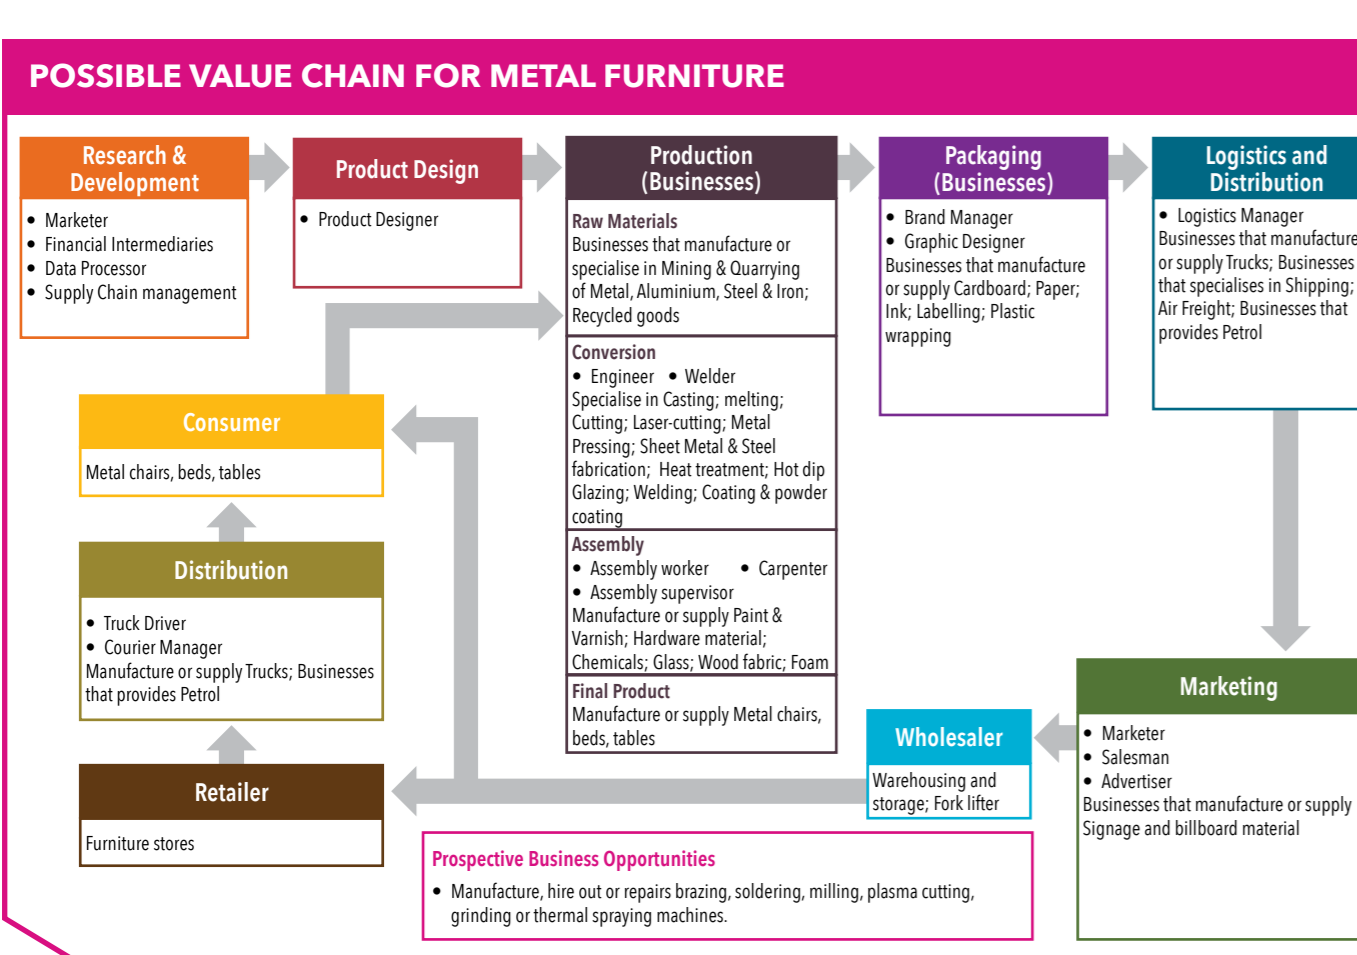 POSSIBLE VALUE CHAIN FOR METAL FURNITURE
Research &
Development
• Marketer
• Financial Intermediaries
• Data Processor
• Supply Chain management
Product Design
• Product Designer
Production
(Businesses)
Raw Materials
Businesses that manufacture or
specialise in Mining & Quarrying
of Metal, Aluminium, Steel & Iron;
Recycled goods
Conversion
• Engineer • Welder
Specialise in Casting; melting;
Cutting; Laser-cutting; Metal
Pressing; Sheet Metal & Steel
fabrication; Heat treatment; Hot dip
Glazing; Welding; Coating & powder
coating
Assembly
• Assembly worker • Carpenter
• Assembly supervisor
Manufacture or supply Paint &
Varnish; Hardware material;
Chemicals; Glass; Wood fabric; Foam
Final Product
Manufacture or supply Metal chairs,
beds, tables
Packaging
(Businesses)
• Brand Manager
• Graphic Designer
Businesses that manufacture
or supply Cardboard; Paper;
Ink; Labelling; Plastic
wrapping
Logistics and
Distribution
• Logistics Manager
Businesses that manufacture
or supply Trucks; Businesses
that specialises in Shipping;
Air Freight; Businesses that
provides Petrol
Marketing
• Marketer
• Salesman
• Advertiser
Businesses that manufacture or supply
Signage and billboard material
Wholesaler
Warehousing and
storage; Fork lifter
Retailer
Furniture stores
Distribution
• Truck Driver
• Courier Manager
Manufacture or supply Trucks; Businesses
that provides Petrol
Consumer
Metal chairs, beds, tables
Prospective Business Opportunities
• Manufacture, hire out or repairs brazing, soldering, milling, plasma cutting,
grinding or thermal spraying machines.